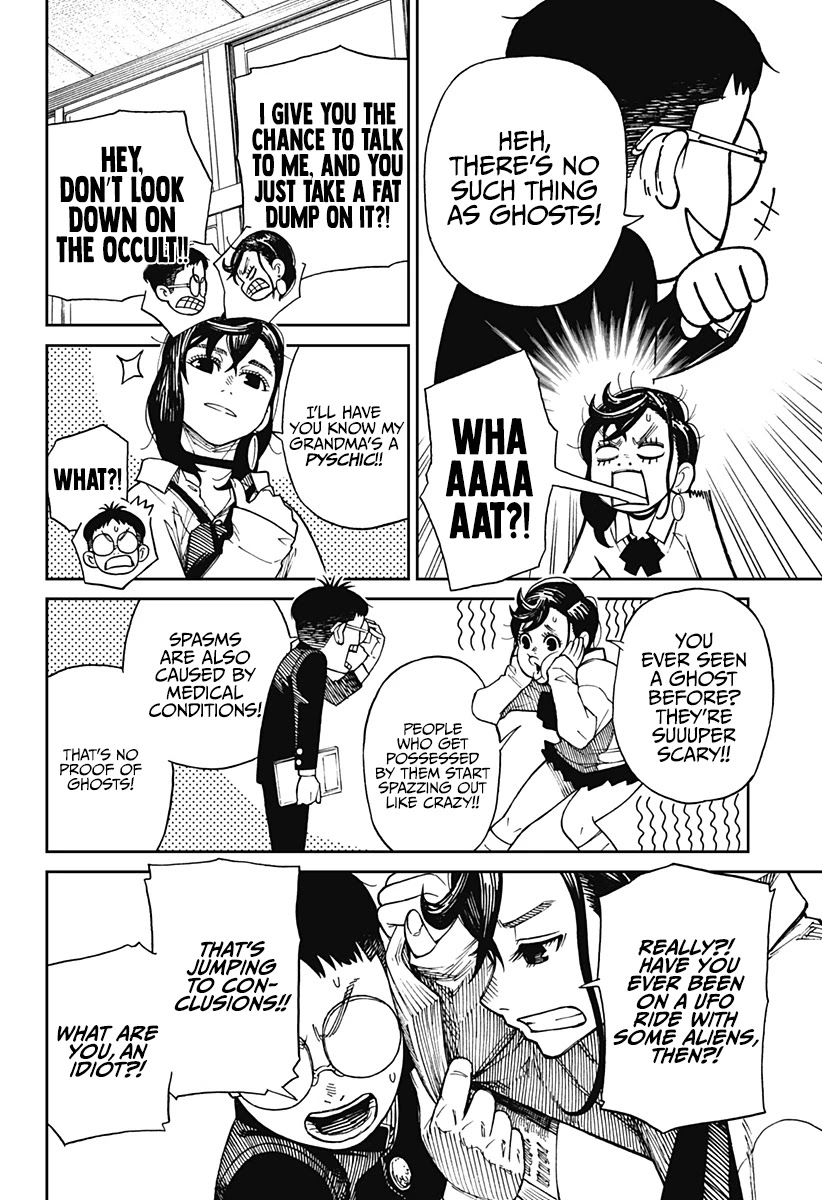 HEH,
THERE'S NO
SUCH THING
AS GHOSTS!
WHA
AAAA
AAT?!
I GIVE YOU THE
CHANCE TO TALK
TO ME, AND YOU
JUST TAKE A FAT
DUMP ON IT?!
HEY,
DON'T LOOK
DOWN ON
THE OCCULT!!
I'LL HAVE
YOU KNOW MY
GRANDMA'S A
PYSCHIC!!
WHAT?!
YOU
EVER SEEN
A GHOST
BEFORE?
THEY'RE
SUUUPER
SCARY!!
PEOPLE
WHO GET
POSSESSED
BY THEM START
SPAZZING OUT
LIKE CRAZY!!
SPASMS
ARE ALSO
CAUSED BY
MEDICAL
CONDITIONS!
THAT'S NO
PROOF OF
GHOSTS!
REALLY?!
HAVE YOU
EVER BEEN
ON A UFO
RIDE WITH
SOME ALIENS,
THEN?!
THAT'S
JUMPING
TO CON-
CLUSIONS!!
WHAT ARE
YOU, AN
IDIOT?!